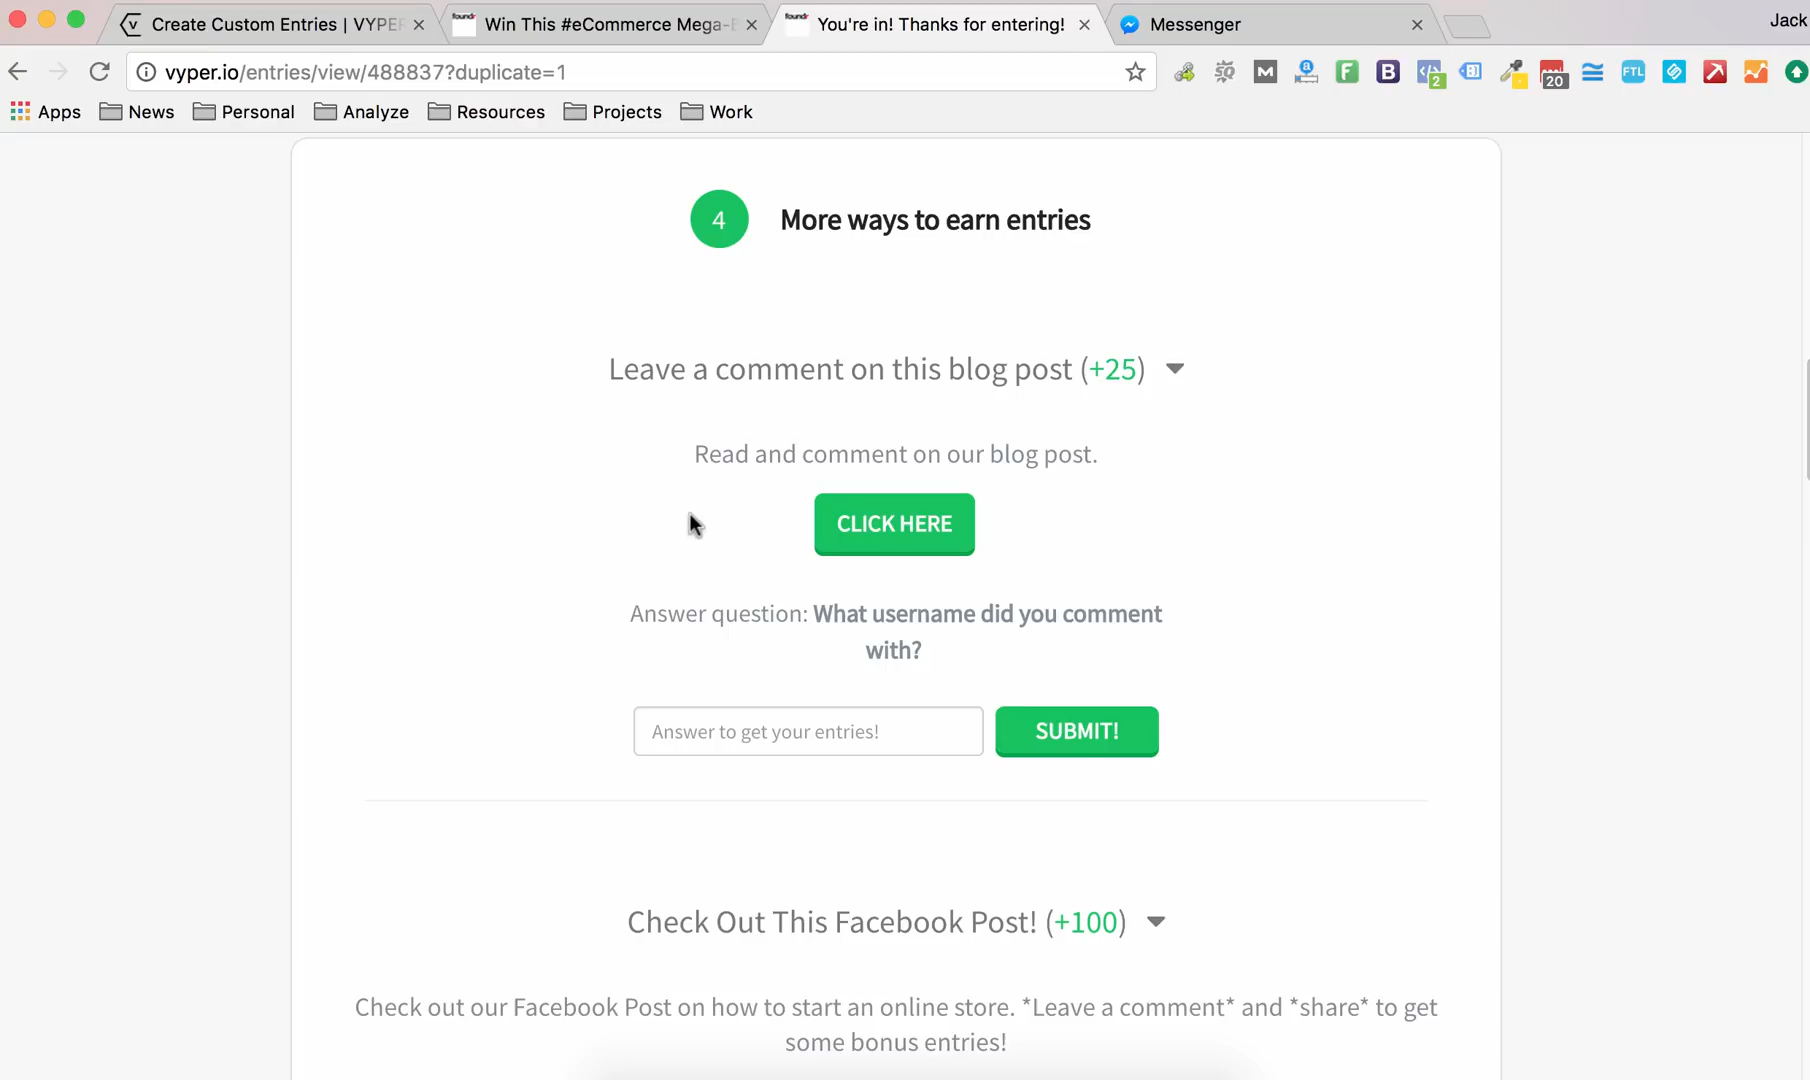 Create Custom Entries | VYPER
Win This #eCommerce Mega-
You're in! Thanks for entering!
Messenger
Jack
vyper.io/entries/view/488837?duplicate=1
Apps
News
Personal
Analyze
Resources
Projects
Work
4
More ways to earn entries
Leave a comment on this blog post (+25)
Read and comment on our blog post.
CLICK HERE
Answer question: What username did you comment
with?
Answer to get your entries!
SUBMIT!
Check Out This Facebook Post! (+100)
Check out our Facebook Post on how to start an online store. *Leave a comment* and *share* to get
some bonus entries!